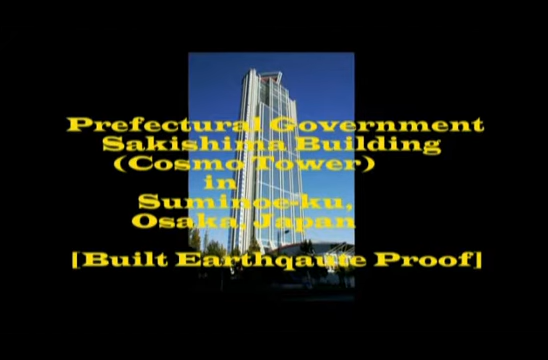 Prefectural Government
Sakishima Building
(Cosmo Tower)
in
Suminoe-ku,
Osaka, Japan
[Built Earthqaute Proof]